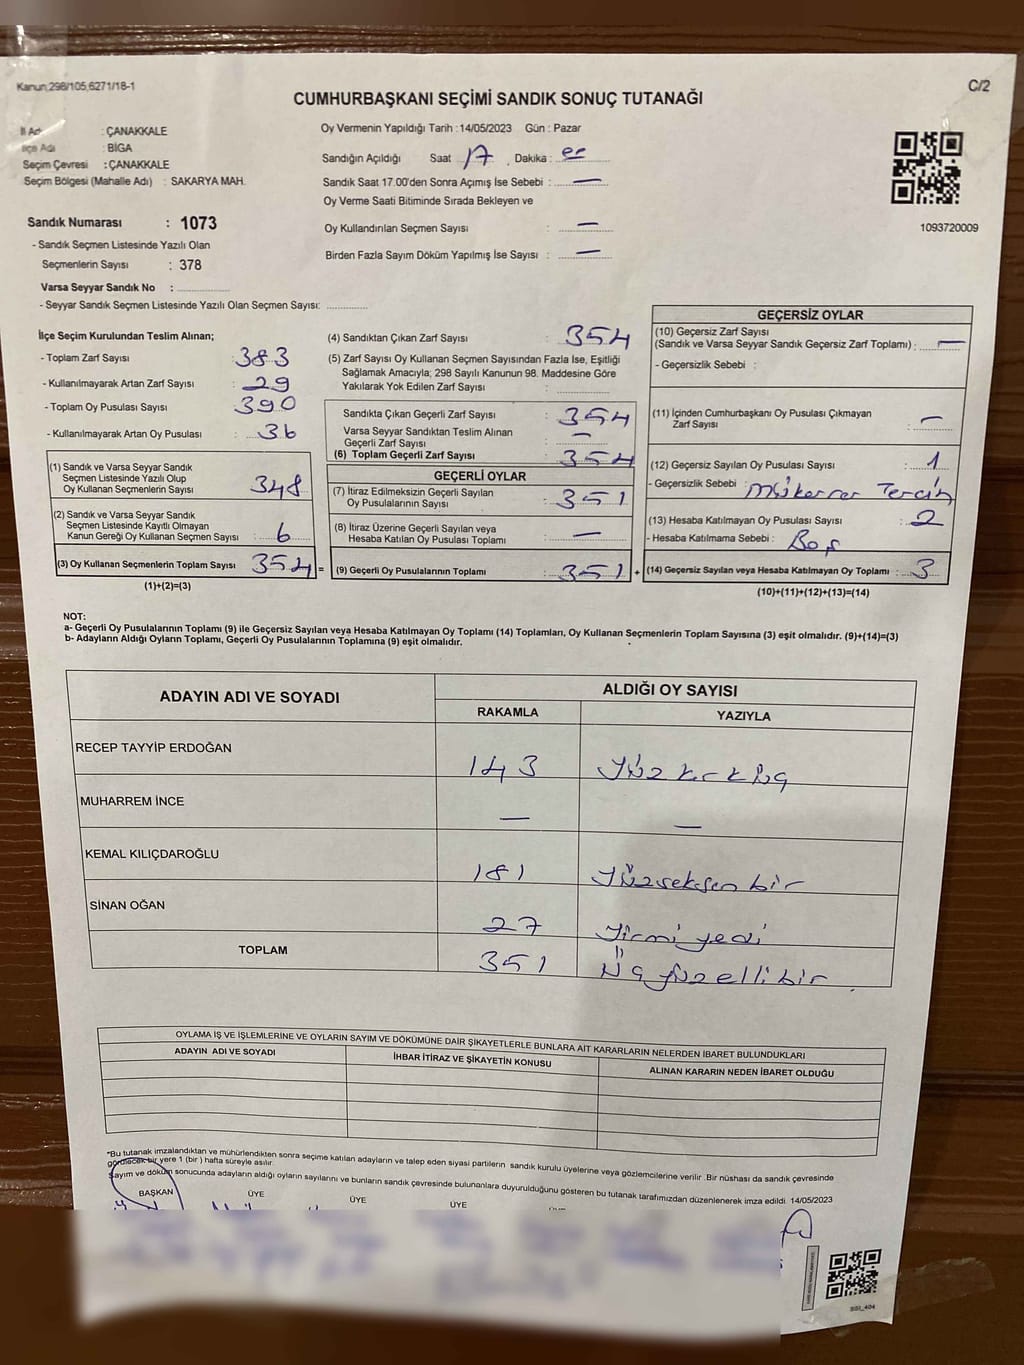 Kanun;298/105,6271/18-1
C/2
CUMHURBAŞKANI SEÇİMİ SANDIK SONUÇ TUTANAĞI
İl Adı : ÇANAKKALE
İlçe Adı : BİGA
Seçim Çevresi : ÇANAKKALE
Seçim Bölgesi (Mahalle Adı) : SAKARYA MAH.
Sandık Numarası : 1073
- Sandık Seçmen Listesinde Yazılı Olan
Seçmenlerin Sayısı : 378
Varsa Seyyar Sandık No :
- Seyyar Sandık Seçmen Listesinde Yazılı Olan Seçmen Sayısı:
Oy Vermenin Yapıldığı Tarih : 14/05/2023 Gün : Pazar
Sandığın Açıldığı Saat 17 , Dakika :
Sandık Saat 17.00'den Sonra Açımış İse Sebebi : —
Oy Verme Saati Bitiminde Sırada Bekleyen ve
Oy Kullandırılan Seçmen Sayısı : —
Birden Fazla Sayım Döküm Yapılmış İse Sayısı : —
1093720009
İlçe Seçim Kurulundan Teslim Alınan;
- Toplam Zarf Sayısı : 383
- Kullanılmayarak Artan Zarf Sayısı : 29
- Toplam Oy Pusulası Sayısı : 390
- Kullanılmayarak Artan Oy Pusulası : 36
(1) Sandık ve Varsa Seyyar Sandık
Seçmen Listesinde Yazılı Olup
Oy Kullanan Seçmenlerin Sayısı 348
(2) Sandık ve Varsa Seyyar Sandık
Seçmen Listesinde Kayıtlı Olmayan
Kanun Gereği Oy Kullanan Seçmen Sayısı : 6
(3) Oy Kullanan Seçmenlerin Toplam Sayısı 354 =
(1)+(2)=(3)
(4) Sandıktan Çıkan Zarf Sayısı : 354
(5) Zarf Sayısı Oy Kullanan Seçmen Sayısından Fazla İse, Eşitliği
Sağlamak Amacıyla; 298 Sayılı Kanunun 98. Maddesine Göre
Yakılarak Yok Edilen Zarf Sayısı :
Sandıkta Çıkan Geçerli Zarf Sayısı : 354
Varsa Seyyar Sandıktan Teslim Alınan
Geçerli Zarf Sayısı : —
(6) Toplam Geçerli Zarf Sayısı : 354
GEÇERLİ OYLAR
(7) İtiraz Edilmeksizin Geçerli Sayılan
Oy Pusulalarının Sayısı : 351
(8) İtiraz Üzerine Geçerli Sayılan veya
Hesaba Katılan Oy Pusulası Toplamı : —
(9) Geçerli Oy Pusulalarının Toplamı : 351 +
GEÇERSİZ OYLAR
(10) Geçersiz Zarf Sayısı
(Sandık ve Varsa Seyyar Sandık Geçersiz Zarf Toplamı) : —
- Geçersizlik Sebebi :
(11) İçinden Cumhurbaşkanı Oy Pusulası Çıkmayan
Zarf Sayısı : —
(12) Geçersiz Sayılan Oy Pusulası Sayısı : 1
- Geçersizlik Sebebi : Mükerrer Tercih
(13) Hesaba Katılmayan Oy Pusulası Sayısı : 2
- Hesaba Katılmama Sebebi : Boş
(14) Geçersiz Sayılan veya Hesaba Katılmayan Oy Toplamı : 3
(10)+(11)+(12)+(13)=(14)
NOT:
a- Geçerli Oy Pusulalarının Toplamı (9) ile Geçersiz Sayılan veya Hesaba Katılmayan Oy Toplamı (14) Toplamları, Oy Kullanan Seçmenlerin Toplam Sayısına (3) eşit olmalıdır. (9)+(14)=(3)
b- Adayların Aldığı Oyların Toplamı, Geçerli Oy Pusulalarının Toplamına (9) eşit olmalıdır.
ADAYIN ADI VE SOYADI ALDIĞI OY SAYISI
RAKAMLA YAZIYLA
RECEP TAYYİP ERDOĞAN 143 Yüzkırküç
MUHARREM İNCE — —
KEMAL KILIÇDAROĞLU 181 Yüzseksen bir
SİNAN OĞAN 27 Yirmi yedi
TOPLAM 351 Üçyüzellibir
OYLAMA İŞ VE İŞLEMLERİNE VE OYLARIN SAYIM VE DÖKÜMÜNE DAİR ŞİKAYETLERLE BUNLARA AİT KARARLARIN NELERDEN İBARET BULUNDUKLARI
ADAYIN ADI VE SOYADI İHBAR İTİRAZ VE ŞİKAYETİN KONUSU ALINAN KARARIN NEDEN İBARET OLDUĞU
*Bu tutanak imzalandıktan ve mühürlendikten sonra seçime katılan adayların ve talep eden siyasi partilerin sandık kurulu üyelerine veya gözlemcilerine verilir .Bir nüshası da sandık çevresinde
görülecek bir yere 1 (bir ) hafta süreyle asılır.
Sayım ve döküm sonucunda adayların aldığı oyların sayılarını ve bunların sandık çevresinde bulunanlara duyurulduğunu gösteren bu tutanak tarafımızdan düzenlenerek imza edildi. 14/05/2023
BAŞKAN ÜYE ÜYE ÜYE
SSI_404